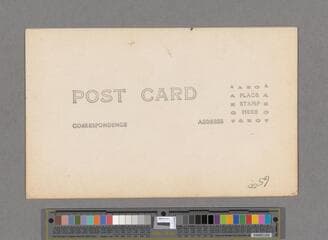 POST CARD
PLACE
STAMP
HERE
CORRESPONDENCE
ADDRESS